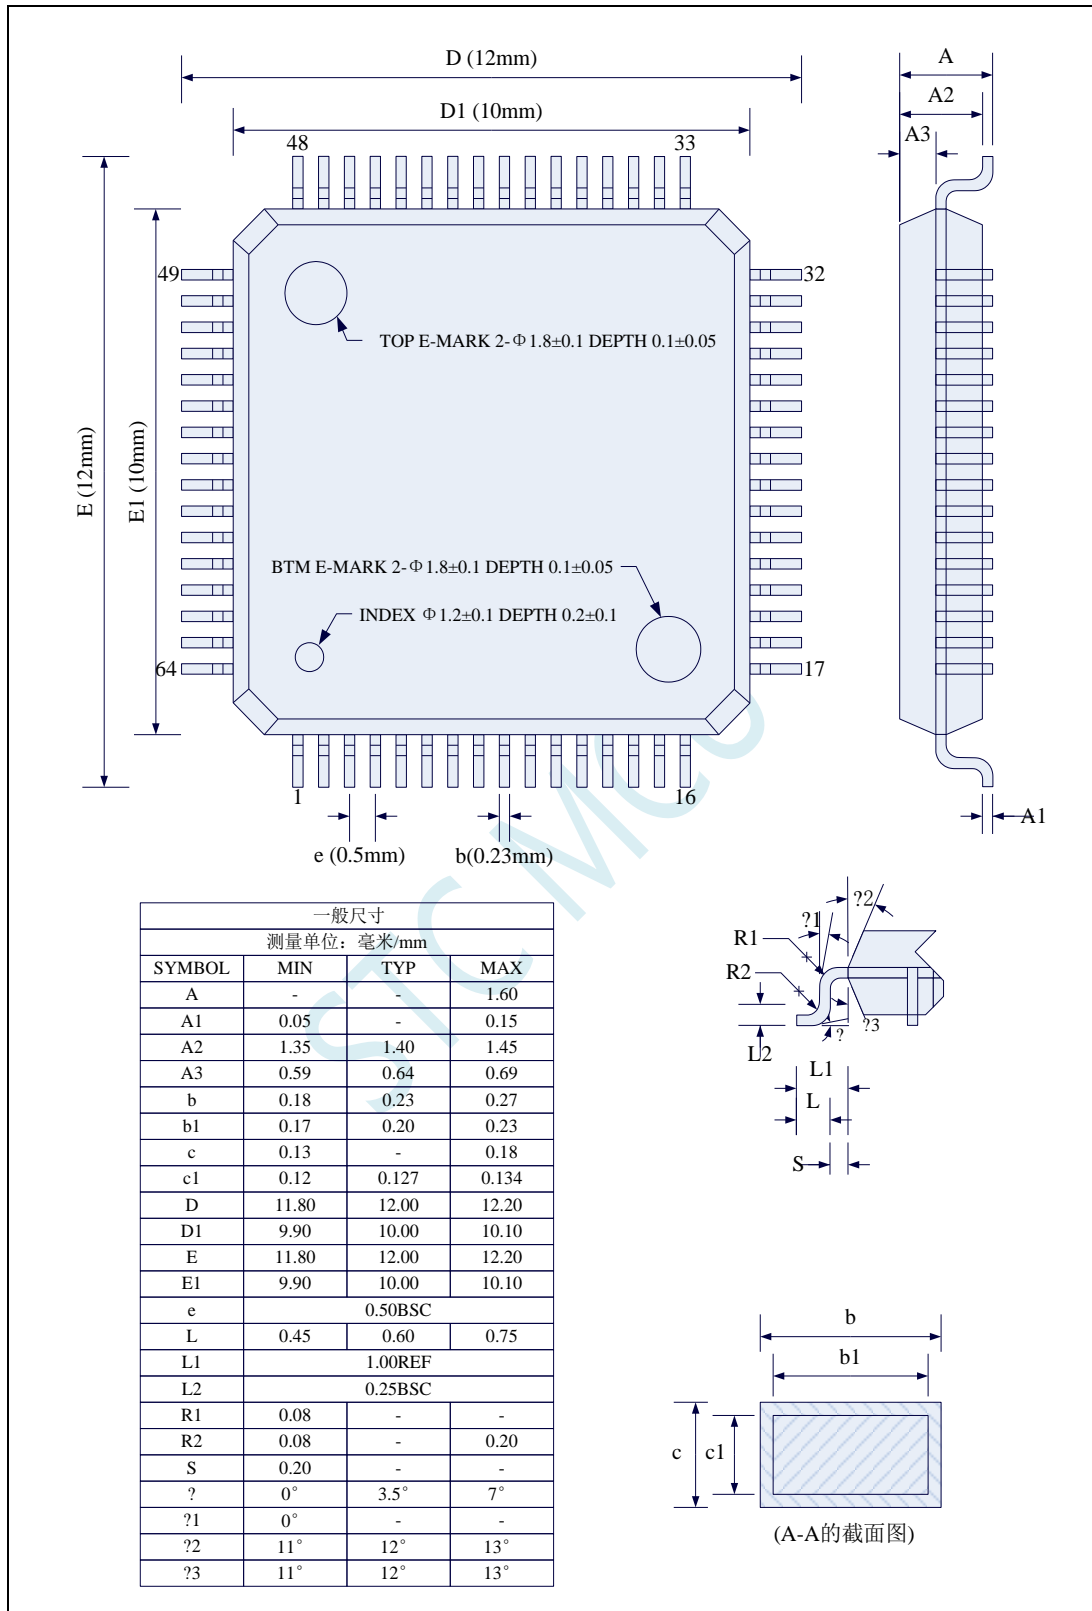 D (12mm)
D1 (10mm)
48
33
A
A2
A3
49
32
TOP E-MARK 2-Φ1.8±0.1 DEPTH 0.1±0.05
E (12mm)
E1 (10mm)
BTM E-MARK 2-Φ1.8±0.1 DEPTH 0.1±0.05
INDEX Φ1.2±0.1 DEPTH 0.2±0.1
64
17
1
16
A1
e (0.5mm)
b(0.23mm)
STC MCU
一般尺寸
测量单位：毫米/mm
SYMBOL MIN TYP MAX
A - - 1.60
A1 0.05 - 0.15
A2 1.35 1.40 1.45
A3 0.59 0.64 0.69
b 0.18 0.23 0.27
b1 0.17 0.20 0.23
c 0.13 - 0.18
c1 0.12 0.127 0.134
D 11.80 12.00 12.20
D1 9.90 10.00 10.10
E 11.80 12.00 12.20
E1 9.90 10.00 10.10
e 0.50BSC
L 0.45 0.60 0.75
L1 1.00REF
L2 0.25BSC
R1 0.08 - -
R2 0.08 - 0.20
S 0.20 - -
? 0° 3.5° 7°
?1 0° - -
?2 11° 12° 13°
?3 11° 12° 13°
?2
?1
R1
R2
?3
?
L2
L1
L
S
b
b1
c
c1
(A-A的截面图)